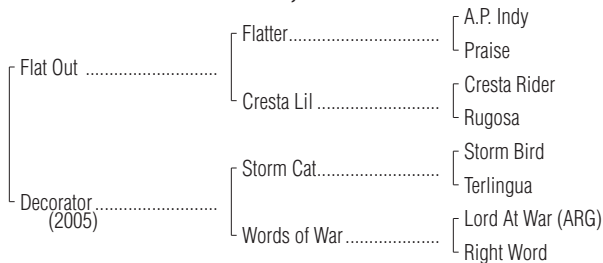 A.P. Indy
Flatter
Praise
Flat Out
Cresta Rider
Cresta Lil
Rugosa
Storm Bird
Storm Cat
Terlingua
Decorator
(2005)
Lord At War (ARG)
Words of War
Right Word